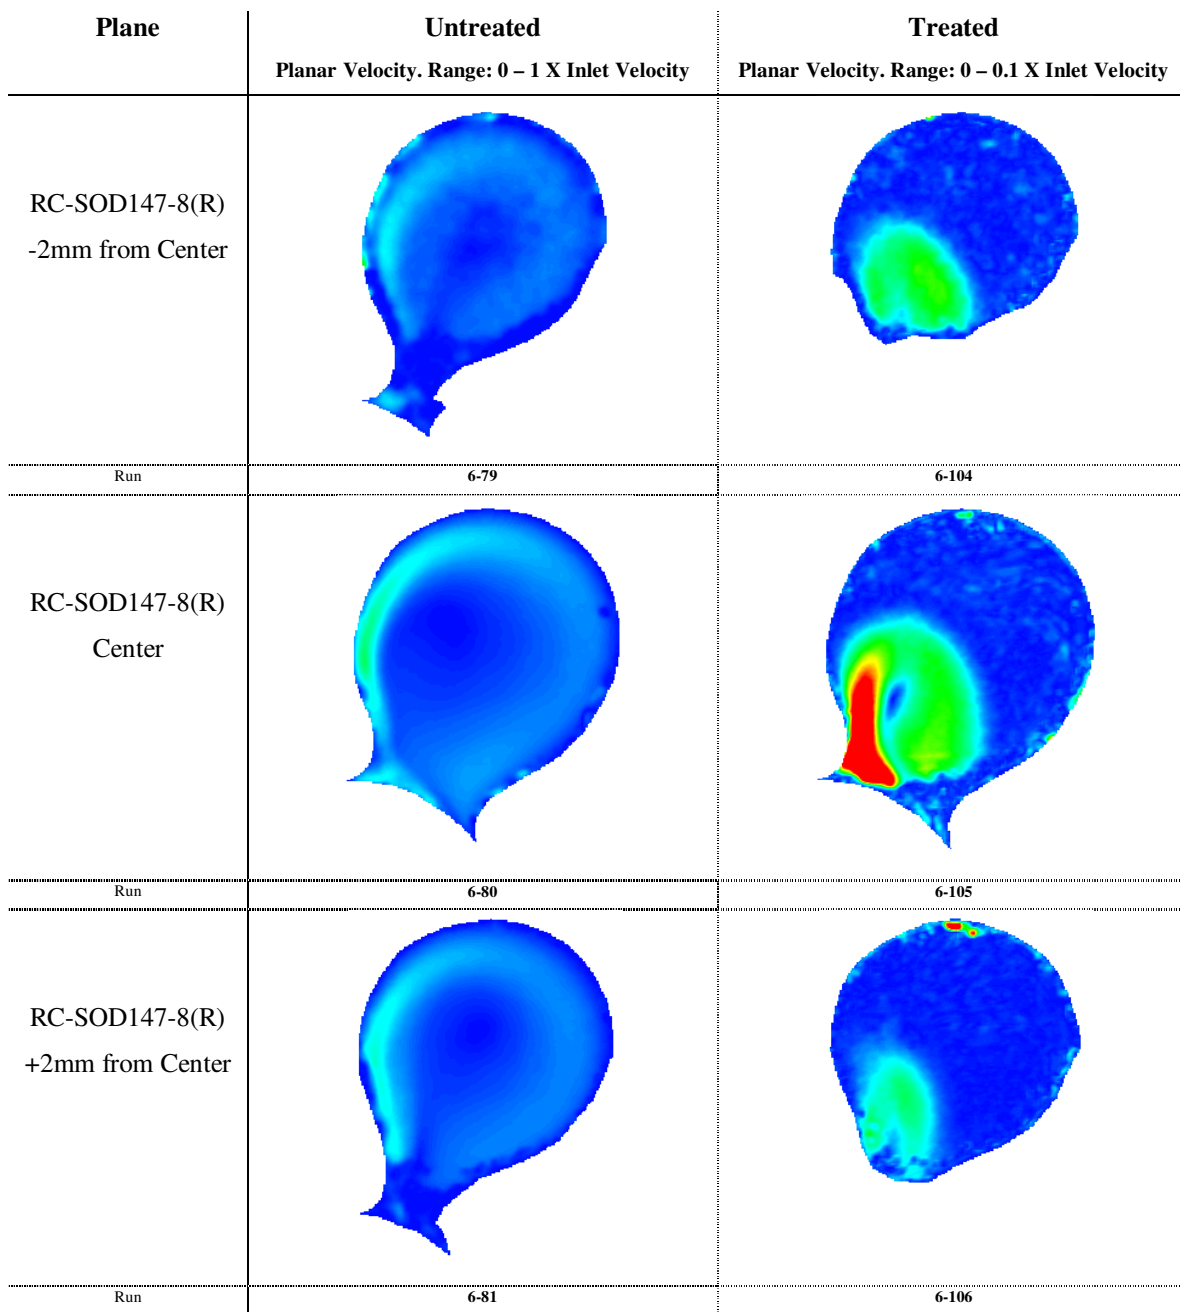 Plane
Untreated
Treated
Planar Velocity. Range: 0 – 1 X Inlet Velocity
Planar Velocity. Range: 0 – 0.1 X Inlet Velocity
RC-SOD147-8(R)
-2mm from Center
Run
6-79
6-104
RC-SOD147-8(R)
Center
Run
6-80
6-105
RC-SOD147-8(R)
+2mm from Center
Run
6-81
6-106